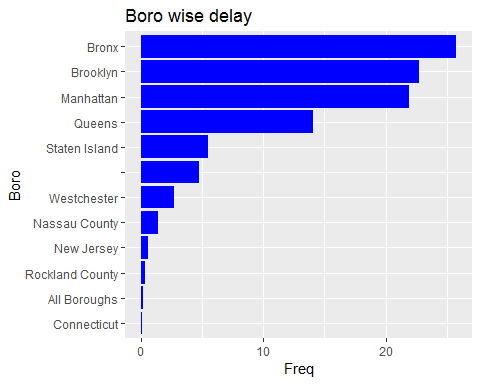 Boro wise delay
Boro
Bronx
Brooklyn
Manhattan
Queens
Staten Island
Westchester
Nassau County
New Jersey
Rockland County
All Boroughs
Connecticut
0 10 20
Freq